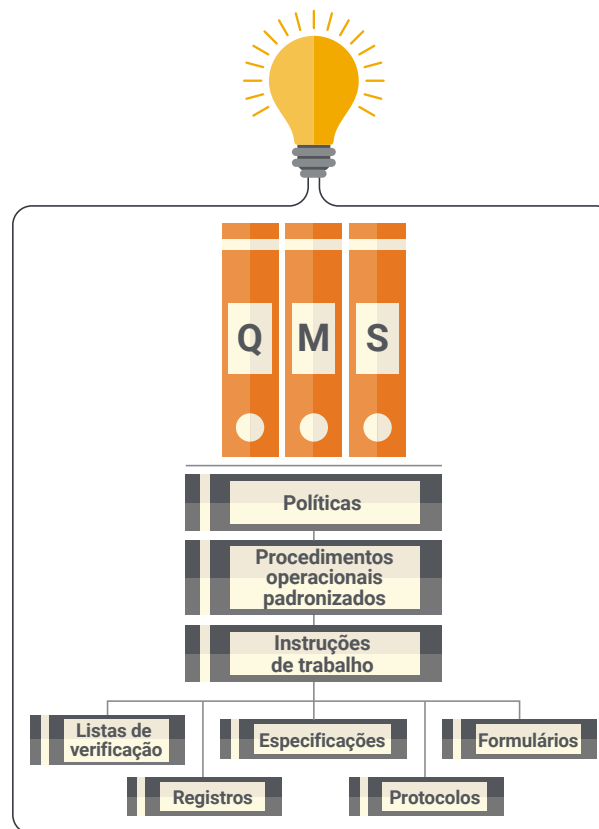 Q M S
Políticas
Procedimentos
operacionais
padronizados
Instruções
de trabalho
Listas de
verificação
Especificações
Formulários
Registros
Protocolos